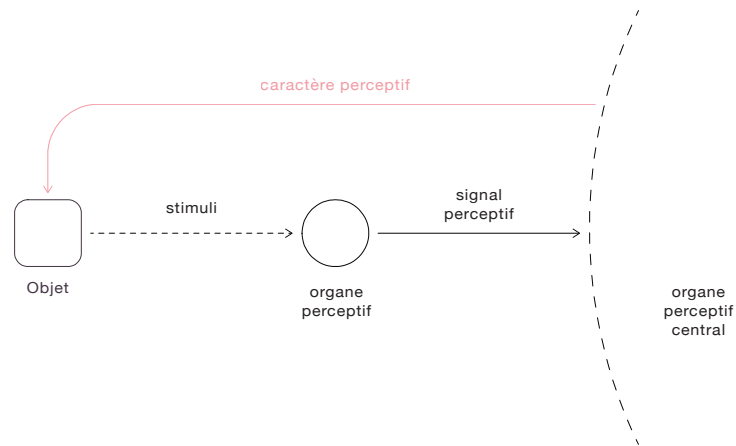 caractère perceptif
stimuli
signal
perceptif
Objet
organe
perceptif
organe
perceptif
central